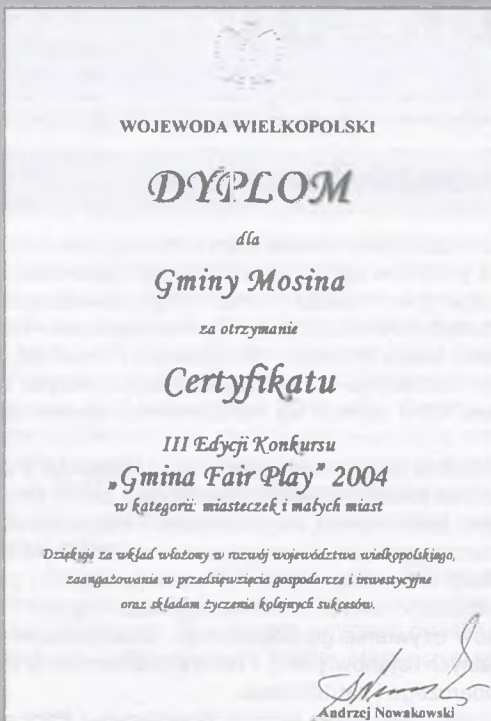 WOJEWODA WIELKOPOLSKI
DYPLOM
dla
Gminy Mosina
za otrzymanie
Certyfikatu
III Edycji Konkursu
„Gmina Fair Play” 2004
w kategorii: miasteczek i małych miast
Dziękuję za wkład włożony w rozwój województwa wielkopolskiego,
zaangażowanie w przedsięwzięcia gospodarcze i inwestycyjne
oraz składam życzenia kolejnych sukcesów.
Andrzej Nowakowski